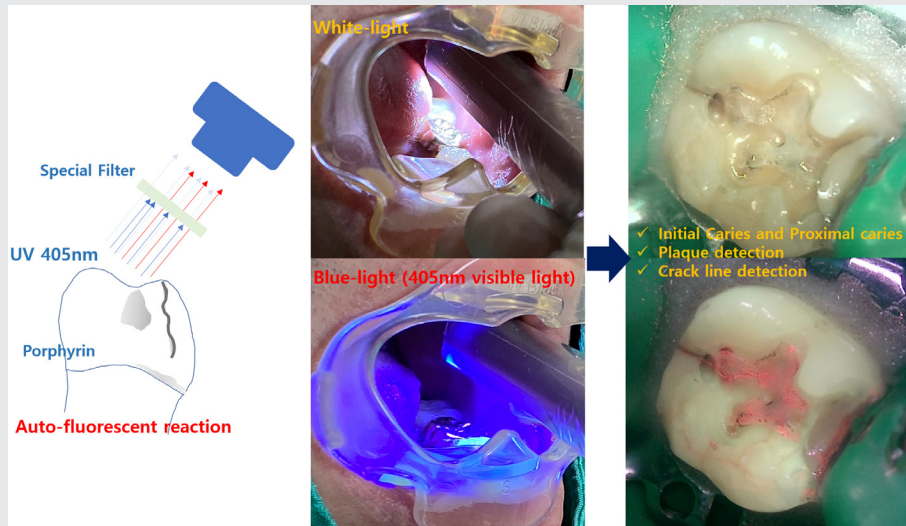 White-light
Special Filter
UV 405nm
Porphyrin
Auto-fluorescent reaction
Blue-light (405nm visible light)
✓ Initial Caries and Proximal caries
✓ Plaque detection
✓ Crack line detection